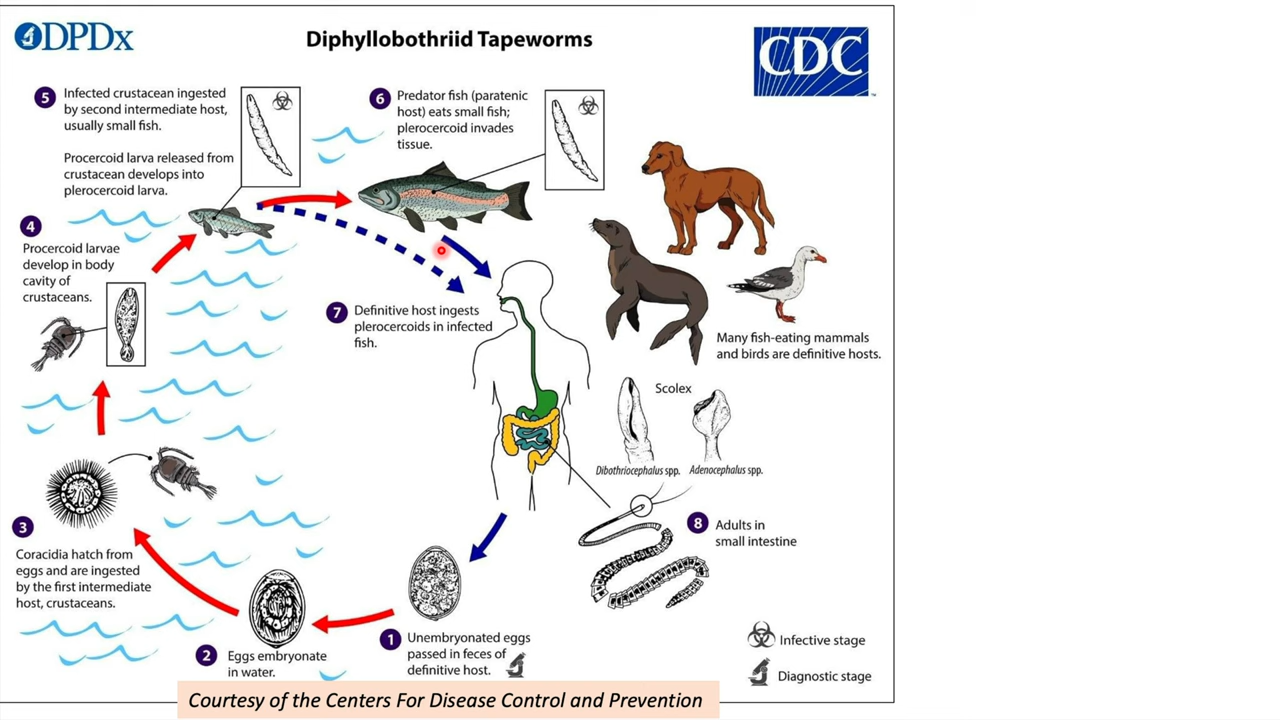 DPDx
Diphyllobothriid Tapeworms
CDC
5
Infected crustacean ingested
by second intermediate host,
usually small fish.
Procercoid larva released from
crustacean develops into
plerocercoid larva.
6
Predator fish (paratenic
host) eats small fish;
plerocercoid invades
tissue.
4
Procercoid larvae
develop in body
cavity of
crustaceans.
7
Definitive host ingests
plerocercoids in infected
fish.
Many fish-eating mammals
and birds are definitive hosts.
Scolex
Dibothriocephalus spp.
Adenocephalus spp.
3
Coracidia hatch from
eggs and are ingested
by the first intermediate
host, crustaceans.
8
Adults in
small intestine
2
Eggs embryonate
in water.
1
Unembryonated eggs
passed in feces of
definitive host.
Infective stage
Diagnostic stage
Courtesy of the Centers For Disease Control and Prevention